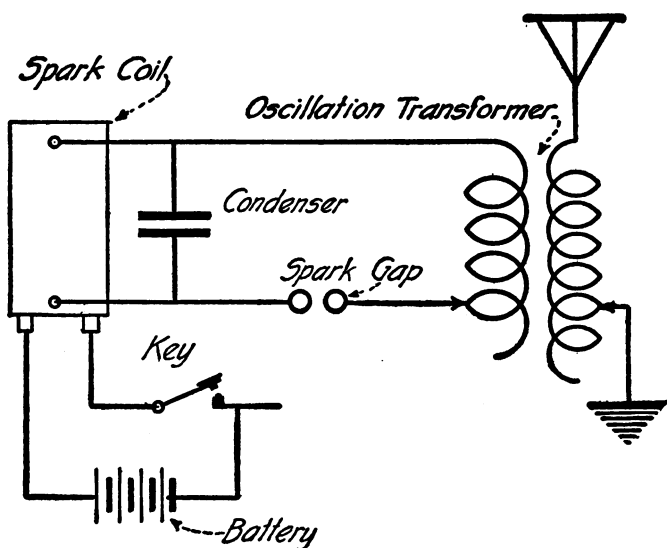 Spark Coil
Oscillation Transformer
Condenser
Spark Gap
Key
Battery